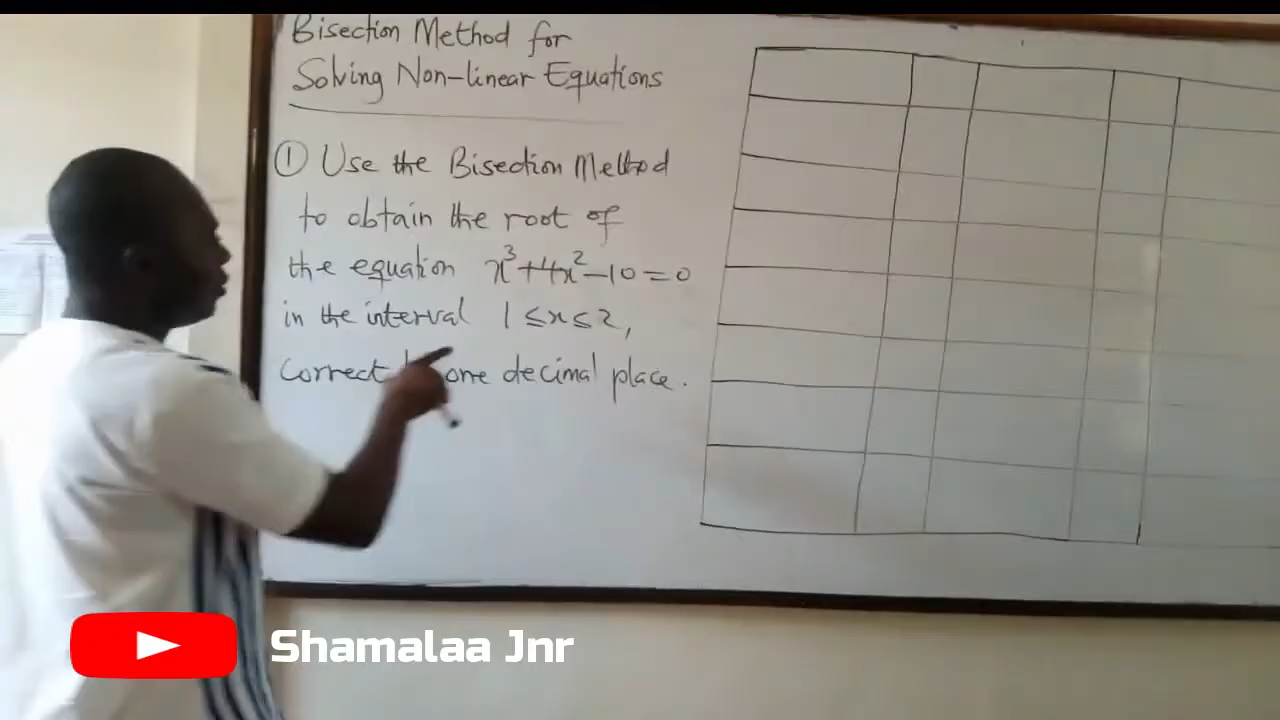 Bisection Method for
Solving Non-linear Equations
① Use the Bisection Method
to obtain the root of
the equation x³+4x²-10=0
in the interval 1≤x≤2,
correct one decimal place.
Shamalaa Jnr